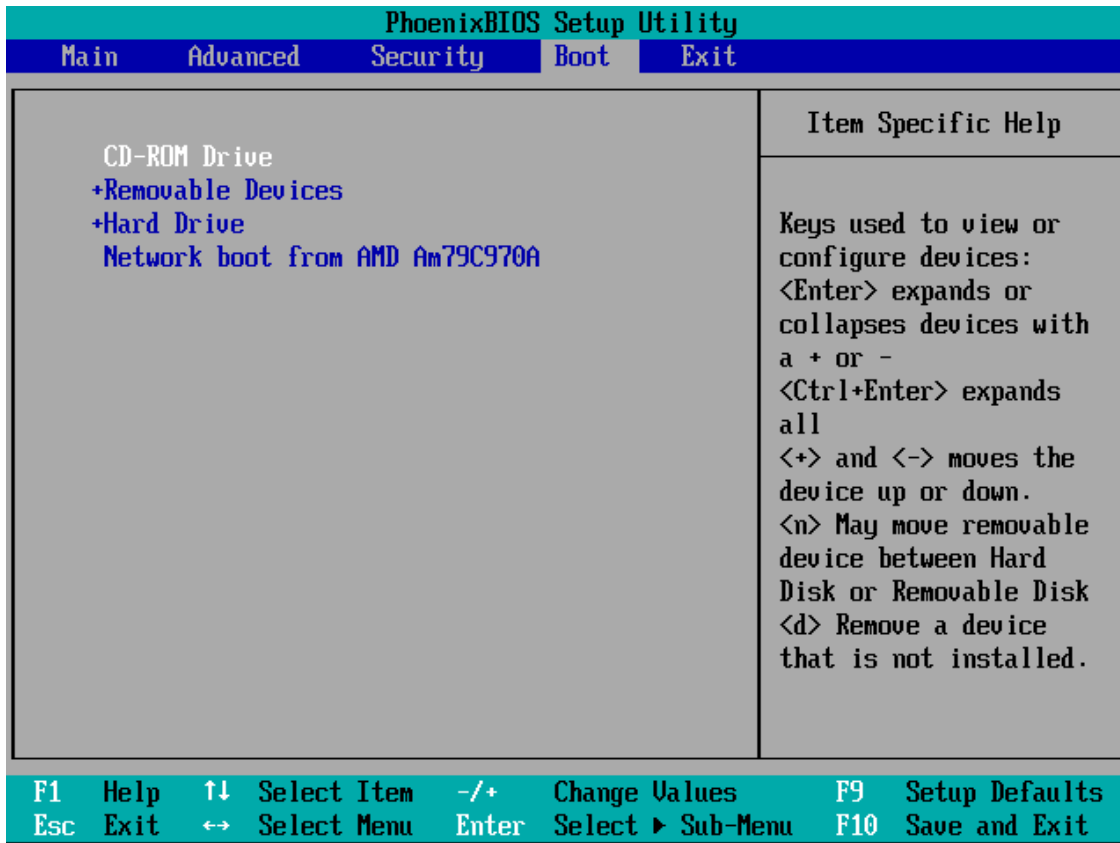 PhoenixBIOS Setup Utility
Main Advanced Security Boot Exit
CD-ROM Drive
+Removable Devices
+Hard Drive
Network boot from AMD Am79C970A
Item Specific Help
Keys used to view or
configure devices:
<Enter> expands or
collapses devices with
a + or -
<Ctrl+Enter> expands
all
<+> and <-> moves the
device up or down.
<n> May move removable
device between Hard
Disk or Removable Disk
<d> Remove a device
that is not installed.
F1 Help ↑↓ Select Item -/+ Change Values F9 Setup Defaults
Esc Exit ↔ Select Menu Enter Select ▶ Sub-Menu F10 Save and Exit